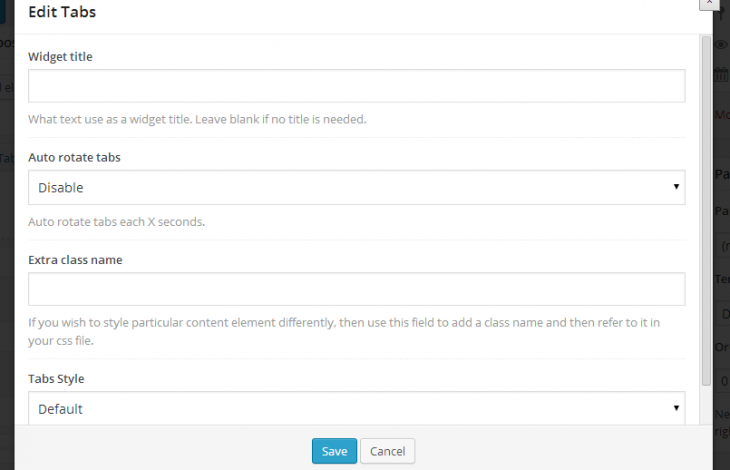 Edit Tabs
Widget title
What text use as a widget title. Leave blank if no title is needed.
Auto rotate tabs
Disable
Auto rotate tabs each X seconds.
Extra class name
If you wish to style particular content element differently, then use this field to add a class name and then refer to it in
your css file.
Tabs Style
Default
Save
Cancel